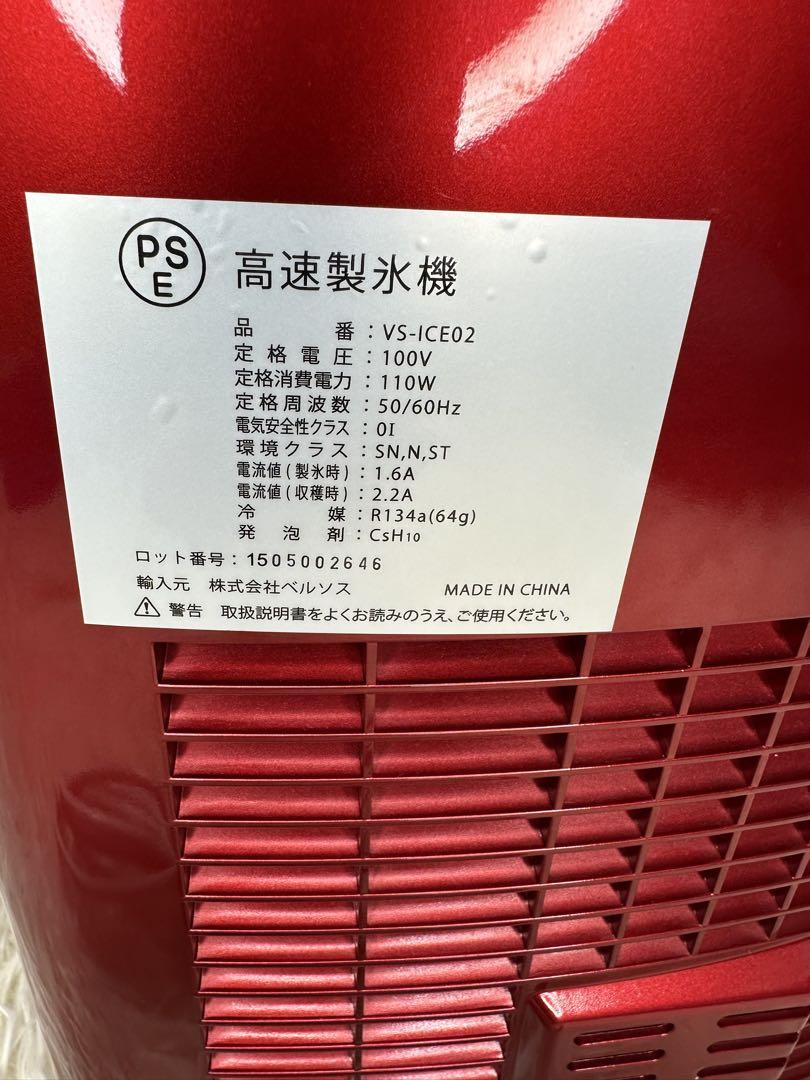 PS
E
高速製氷機
品番：VS-ICE02
定格電圧：100V
定格消費電力：110W
定格周波数：50/60Hz
電気安全性クラス：0I
環境クラス：SN,N,ST
電流値(製氷時)：1.6A
電流値(収穫時)：2.2A
冷媒：R134a(64g)
発泡剤：CsH10
ロット番号：1505002646
輸入元 株式会社ベルソス MADE IN CHINA
警告 取扱説明書をよくお読みのうえ、ご使用ください。